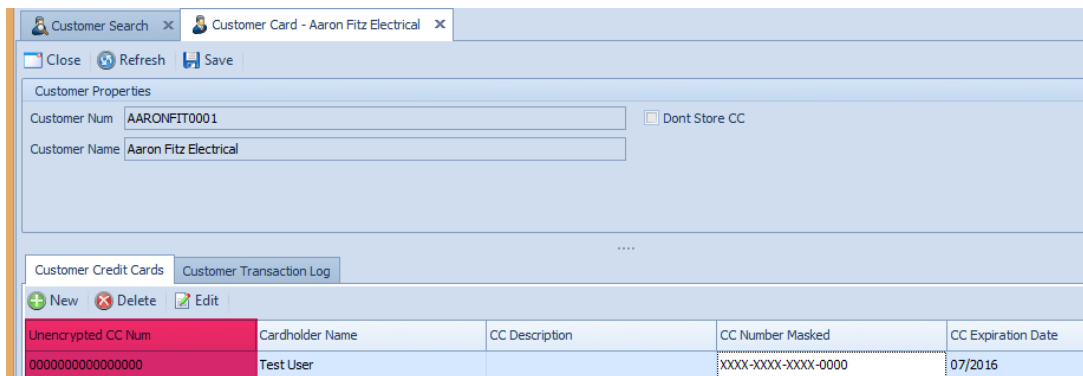 Customer Search x Customer Card - Aaron Fitz Electrical x
Close Refresh Save
Customer Properties
Customer Num AARONFIT0001 Dont Store CC
Customer Name Aaron Fitz Electrical
Customer Credit Cards Customer Transaction Log
New Delete Edit
Unencrypted CC Num Cardholder Name CC Description CC Number Masked CC Expiration Date
0000000000000000 Test User XXXX-XXXX-XXXX-0000 07/2016